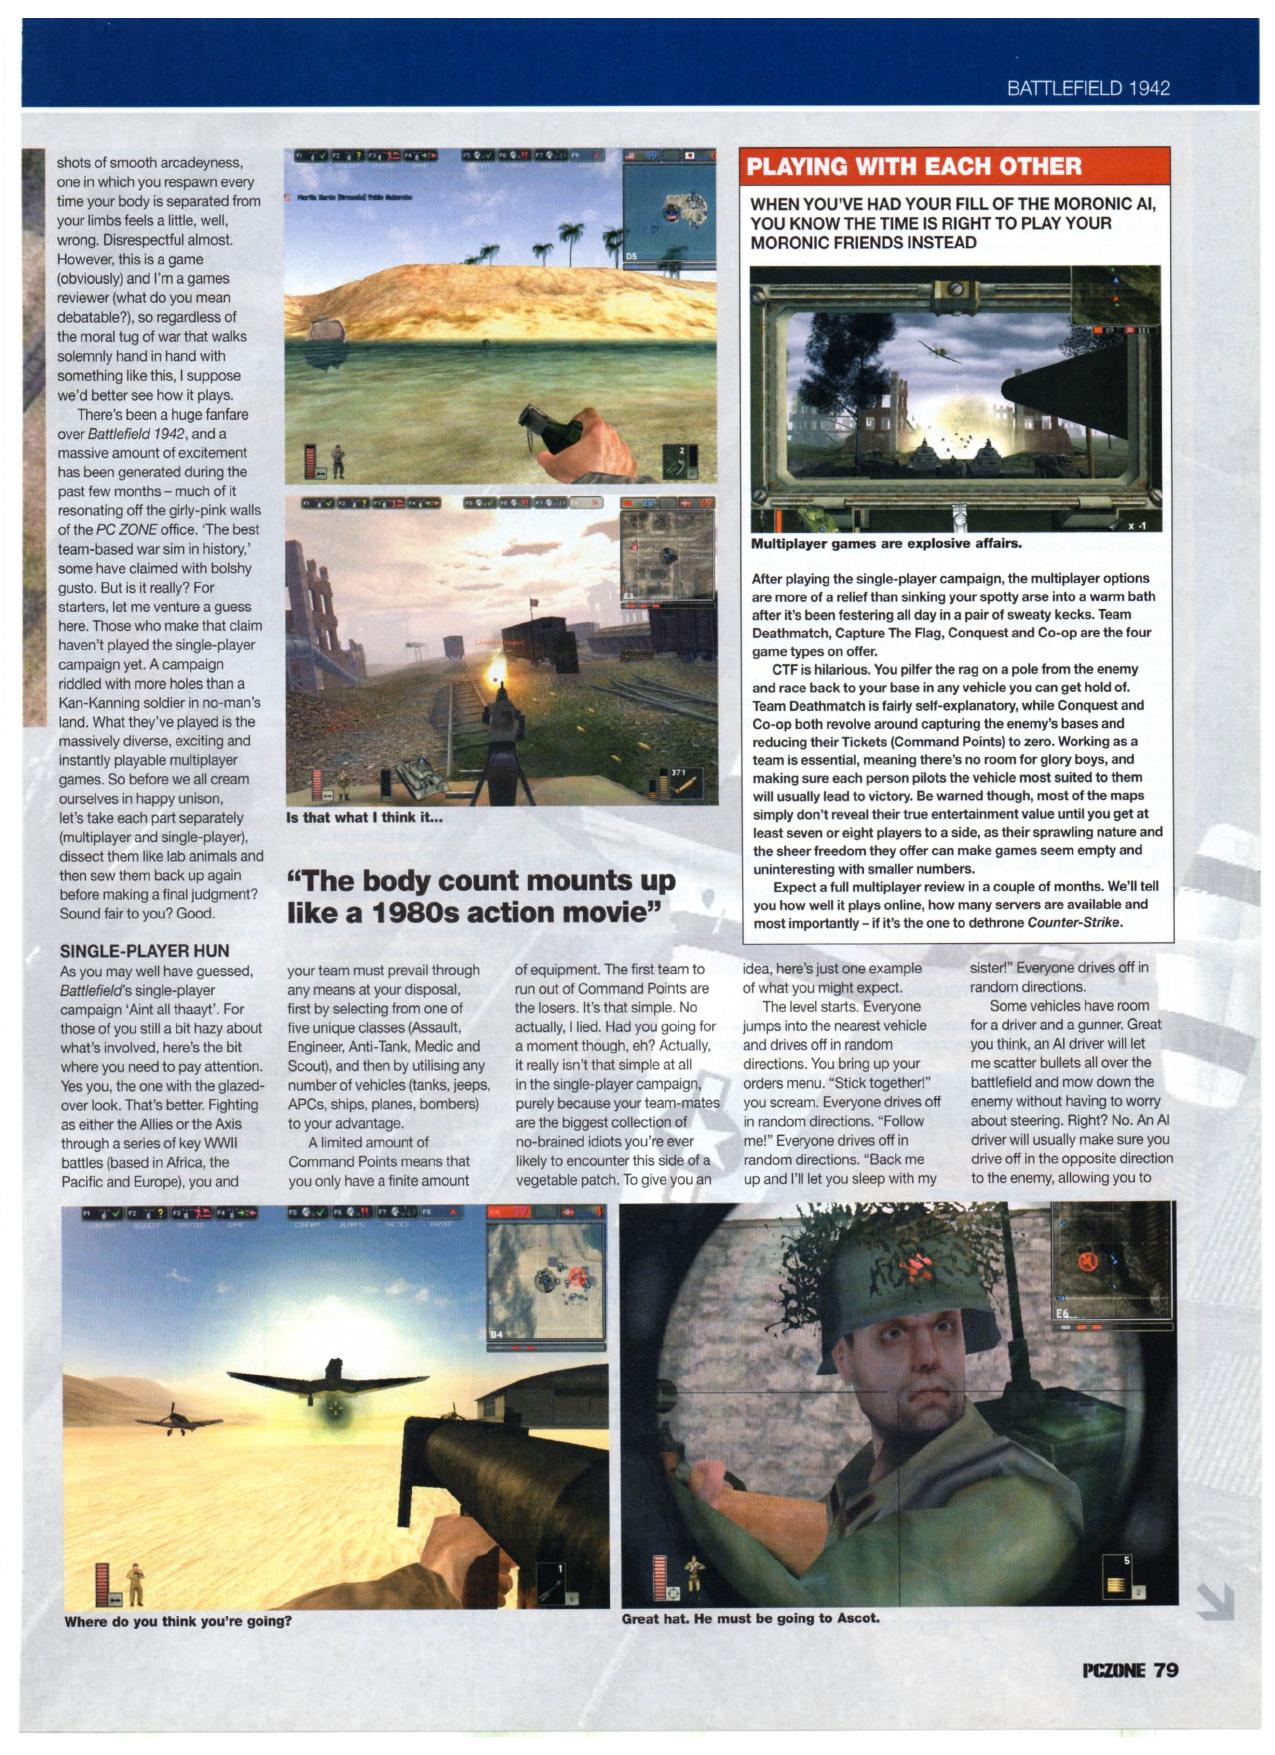 BATTLEFIELD 1942
shots of smooth arcadeyness,
one in which you respawn every
time your body is separated from
your limbs feels a little, well,
wrong. Disrespectful almost.
However, this is a game
(obviously) and I'm a games
reviewer (what do you mean
debatable?), so regardless of
the moral tug of war that walks
solemnly hand in hand with
something like this, I suppose
we'd better see how it plays.
There's been a huge fanfare
over Battlefield 1942, and a
massive amount of excitement
has been generated during the
past few months – much of it
resonating off the girly-pink walls
of the PC ZONE office. 'The best
team-based war sim in history,'
some have claimed with bolshy
gusto. But is it really? For
starters, let me venture a guess
here. Those who make that claim
haven't played the single-player
campaign yet. A campaign
riddled with more holes than a
Kan-Kanning soldier in no-man's
land. What they've played is the
massively diverse, exciting and
instantly playable multiplayer
games. So before we all cream
ourselves in happy unison,
let's take each part separately
(multiplayer and single-player),
dissect them like lab animals and
then sew them back up again
before making a final judgment?
Sound fair to you? Good.
SINGLE-PLAYER HUN
As you may well have guessed,
Battlefield's single-player
campaign 'Aint all thaayt'. For
those of you still a bit hazy about
what's involved, here's the bit
where you need to pay attention.
Yes you, the one with the glazed-
over look. That's better. Fighting
as either the Allies or the Axis
through a series of key WWII
battles (based in Africa, the
Pacific and Europe), you and
D5
2
371
Is that what I think it...
"The body count mounts up
like a 1980s action movie"
your team must prevail through
any means at your disposal,
first by selecting from one of
five unique classes (Assault,
Engineer, Anti-Tank, Medic and
Scout), and then by utilising any
number of vehicles (tanks, jeeps,
APCs, ships, planes, bombers)
to your advantage.
A limited amount of
Command Points means that
you only have a finite amount
of equipment. The first team to
run out of Command Points are
the losers. It's that simple. No
actually, I lied. Had you going for
a moment though, eh? Actually,
it really isn't that simple at all
in the single-player campaign,
purely because your team-mates
are the biggest collection of
no-brained idiots you're ever
likely to encounter this side of a
vegetable patch. To give you an
idea, here's just one example
of what you might expect.
The level starts. Everyone
jumps into the nearest vehicle
and drives off in random
directions. You bring up your
orders menu. "Stick together!"
you scream. Everyone drives off
in random directions. "Follow
me!" Everyone drives off in
random directions. "Back me
up and I'll let you sleep with my
sister!" Everyone drives off in
random directions.
Some vehicles have room
for a driver and a gunner. Great
you think, an AI driver will let
me scatter bullets all over the
battlefield and mow down the
enemy without having to worry
about steering. Right? No. An AI
driver will usually make sure you
drive off in the opposite direction
to the enemy, allowing you to
PLAYING WITH EACH OTHER
WHEN YOU'VE HAD YOUR FILL OF THE MORONIC AI,
YOU KNOW THE TIME IS RIGHT TO PLAY YOUR
MORONIC FRIENDS INSTEAD
x -1
Multiplayer games are explosive affairs.
After playing the single-player campaign, the multiplayer options
are more of a relief than sinking your spotty arse into a warm bath
after it's been festering all day in a pair of sweaty kecks. Team
Deathmatch, Capture The Flag, Conquest and Co-op are the four
game types on offer.
CTF is hilarious. You pilfer the rag on a pole from the enemy
and race back to your base in any vehicle you can get hold of.
Team Deathmatch is fairly self-explanatory, while Conquest and
Co-op both revolve around capturing the enemy's bases and
reducing their Tickets (Command Points) to zero. Working as a
team is essential, meaning there's no room for glory boys, and
making sure each person pilots the vehicle most suited to them
will usually lead to victory. Be warned though, most of the maps
simply don't reveal their true entertainment value until you get at
least seven or eight players to a side, as their sprawling nature and
the sheer freedom they offer can make games seem empty and
uninteresting with smaller numbers.
Expect a full multiplayer review in a couple of months. We'll tell
you how well it plays online, how many servers are available and
most importantly – if it's the one to dethrone Counter-Strike.
B4
1
Where do you think you're going?
E6
5
Great hat. He must be going to Ascot.
PCZONE 79